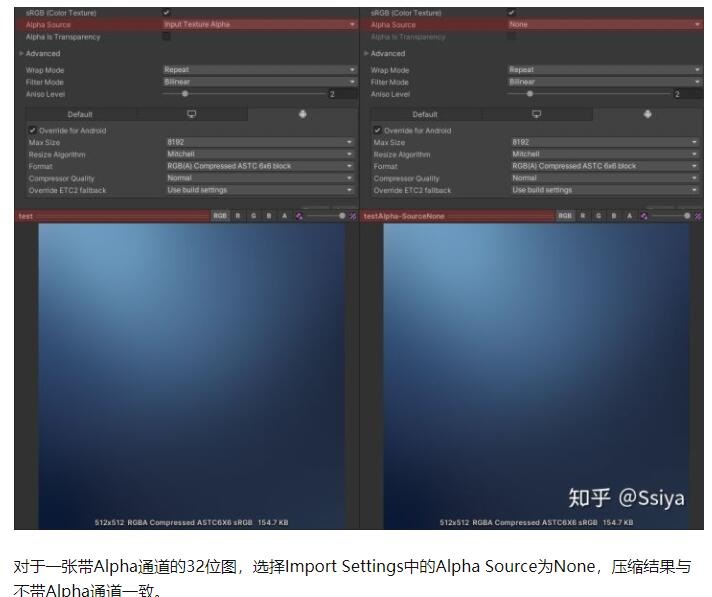 sRGB (Color Texture)
Alpha Source Input Texture Alpha
Alpha Is Transparency
Advanced
Wrap Mode Repeat
Filter Mode Bilinear
Aniso Level 2
Default
Override for Android
Max Size 8192
Resize Algorithm Mitchell
Format RGB(A) Compressed ASTC 6x6 block
Compressor Quality Normal
Override ETC2 fallback Use build settings
test RGB R G B A
512x512 RGBA Compressed ASTC6X6 sRGB 154.7 KB
sRGB (Color Texture)
Alpha Source None
Alpha Is Transparency
Advanced
Wrap Mode Repeat
Filter Mode Bilinear
Aniso Level 2
Default
Override for Android
Max Size 8192
Resize Algorithm Mitchell
Format RGB(A) Compressed ASTC 6x6 block
Compressor Quality Normal
Override ETC2 fallback Use build settings
testAlpha-SourceNone RGB R G B A
知乎 @Ssiya
512x512 RGBA Compressed ASTC6X6 sRGB 154.7 KB
对于一张带Alpha通道的32位图，选择Import Settings中的Alpha Source为None，压缩结果与
不带Alpha通道一致。